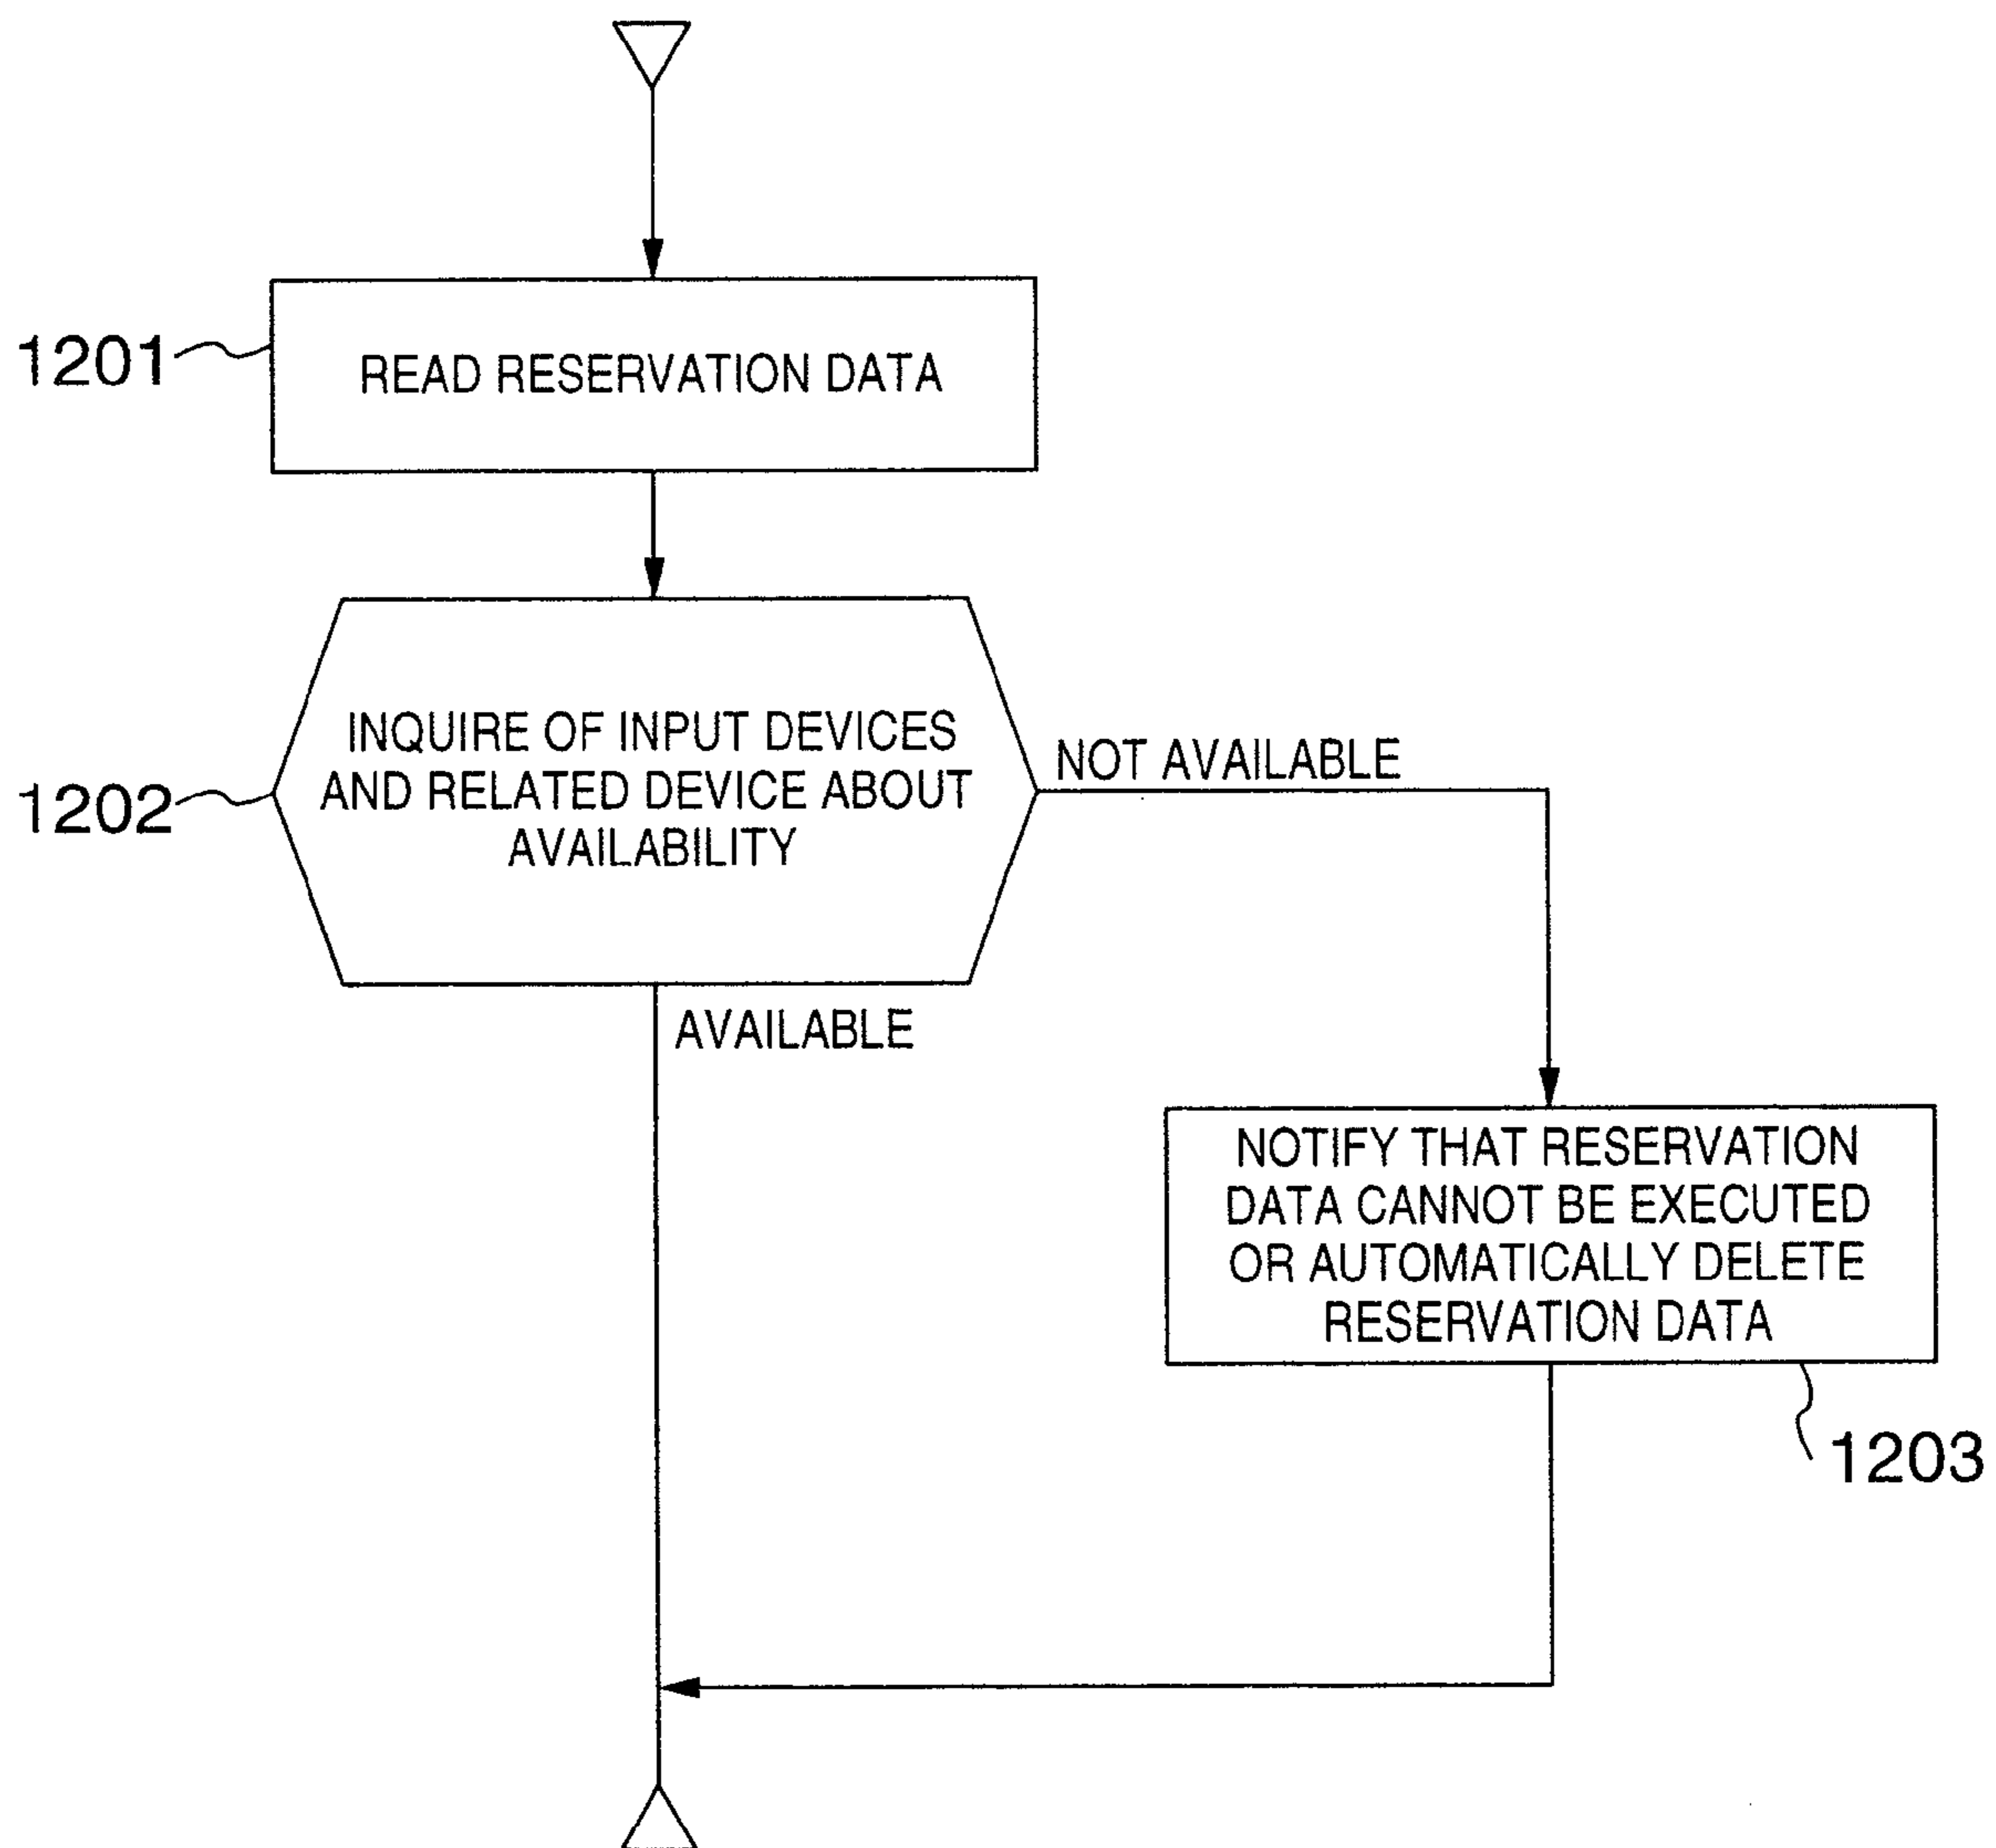 1201
READ RESERVATION DATA
1202
INQUIRE OF INPUT DEVICES
AND RELATED DEVICE ABOUT
AVAILABILITY
NOT AVAILABLE
AVAILABLE
NOTIFY THAT RESERVATION
DATA CANNOT BE EXECUTED
OR AUTOMATICALLY DELETE
RESERVATION DATA
1203